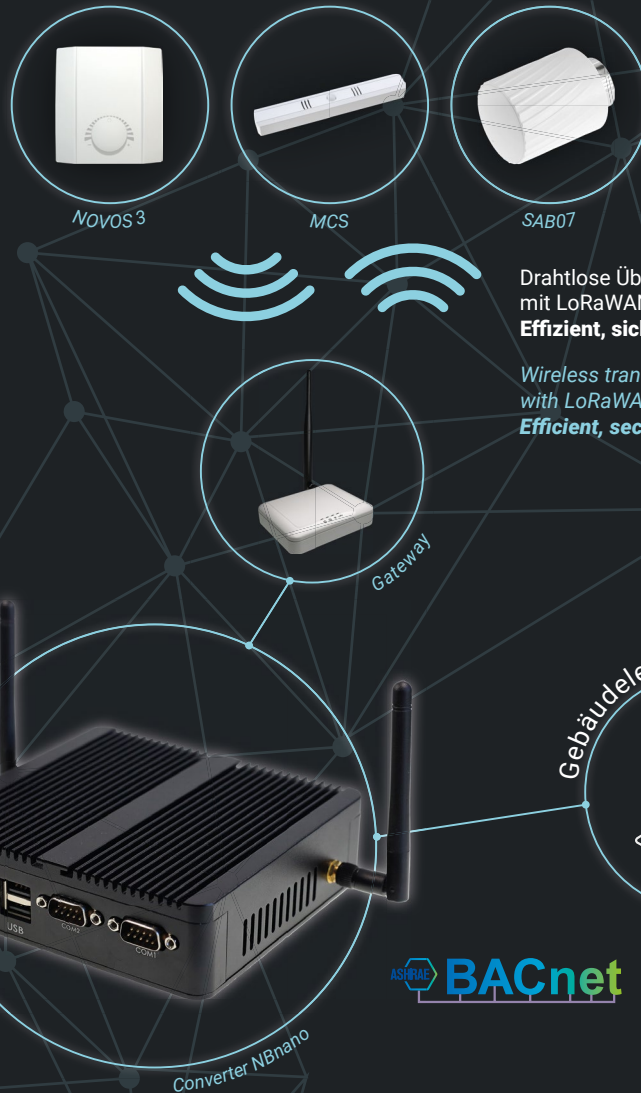 NOVOS 3
MCS
SAB07
Drahtlose Üb
mit LoRaWAN
Effizient, sic
Wireless tran
with LoRaWA
Efficient, sec
Gateway
Gebäudele
USB
COM2
COM1
ASHRAE BACnet
Converter NBnano